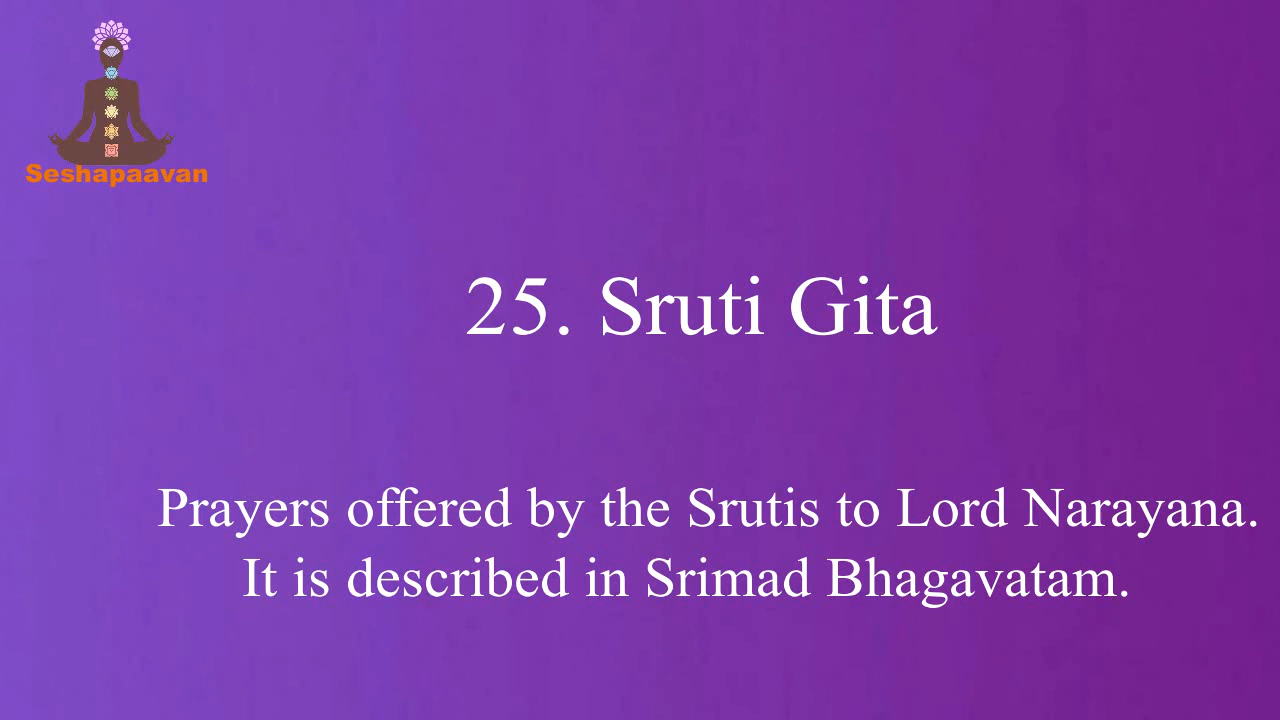 Seshapaavan
25. Sruti Gita
Prayers offered by the Srutis to Lord Narayana.
It is described in Srimad Bhagavatam.